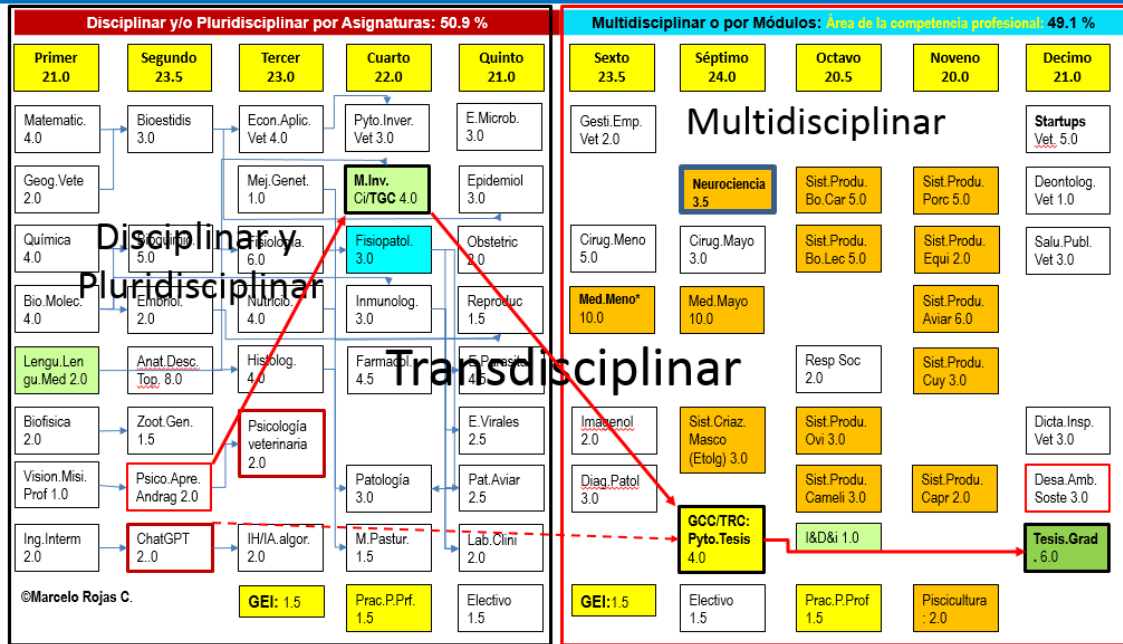 Disciplinar y/o Pluridisciplinar por Asignaturas: 50.9 %
Multidisciplinar o por Módulos: Área de la competencia profesional: 49.1 %
Primer
21.0
Segundo
23.5
Tercer
23.0
Cuarto
22.0
Quinto
21.0
Sexto
23.5
Séptimo
24.0
Octavo
20.5
Noveno
20.0
Decimo
21.0
Matematic.
4.0
Bioestidis
3.0
Econ.Aplic.
Vet 4.0
Pyto.Inver.
Vet 3.0
E.Microb.
3.0
Gesti.Emp.
Vet 2.0
Multidisciplinar
Startups
Vet. 5.0
Geog.Vete
2.0
Mej.Genet.
1.0
M.Inv.
Ci/TGC 4.0
Epidemiol
3.0
Neurociencia
3.5
Sist.Produ.
Bo.Car 5.0
Sist.Produ.
Porc 5.0
Deontolog.
Vet 1.0
Química
4.0
Bioquimic.
5.0
Fisiología.
6.0
Fisiopatol.
3.0
Obstetric
2.0
Cirug.Meno
5.0
Cirug.Mayo
3.0
Sist.Produ.
Bo.Lec 5.0
Sist.Produ.
Equi 2.0
Salu.Publ.
Vet 3.0
Disciplinar y
Pluridisciplinar
Bio.Molec.
4.0
Embriol.
2.0
Nutricio.
4.0
Inmunolog.
3.0
Reproduc
1.5
Med.Meno*
10.0
Med.Mayo
10.0
Sist.Produ.
Aviar 6.0
Transdisciplinar
Lengu.Len
gu.Med 2.0
Anat.Desc.
Top. 8.0
Histolog.
4.0
Farmacol.
4.5
E.Parasita
4.5
Resp Soc
2.0
Sist.Produ.
Cuy 3.0
Biofisica
2.0
Zoot.Gen.
1.5
Psicología
veterinaria
2.0
E.Virales
2.5
Imagenol
2.0
Sist.Criaz.
Masco
(Etolg) 3.0
Sist.Produ.
Ovi 3.0
Dicta.Insp.
Vet 3.0
Vision.Misi.
Prof 1.0
Psico.Apre.
Andrag 2.0
Patología
3.0
Pat.Aviar
2.5
Diag.Patol
3.0
Sist.Produ.
Cameli 3.0
Sist.Produ.
Capr 2.0
Desa.Amb.
Soste 3.0
Ing.Interm
2.0
ChatGPT
2..0
IH/IA.algor.
2.0
M.Pastur.
1.5
Lab.Clini
2.0
GCC/TRC:
Pyto.Tesis
4.0
I&D&i 1.0
Tesis.Grad
. 6.0
©Marcelo Rojas C.
GEI: 1.5
Prac.P.Prf.
1.5
Electivo
1.5
GEI:1.5
Electivo
1.5
Prac.P.Prof
1.5
Piscicultura
: 2.0